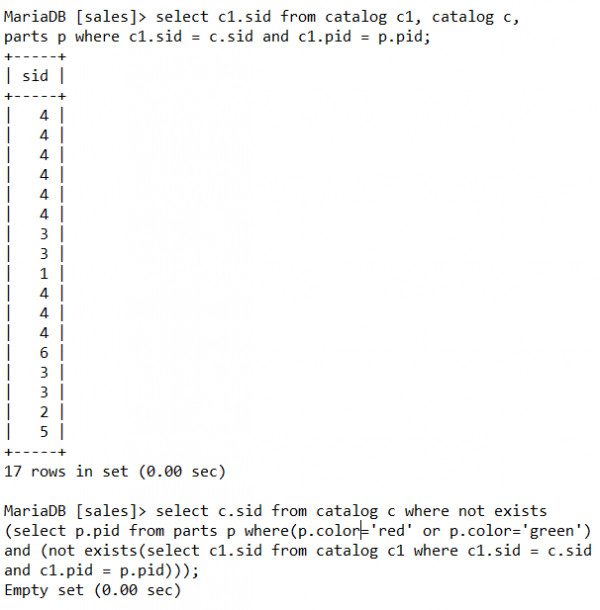 MariaDB [sales]> select c1.sid from catalog c1, catalog c,
parts p where c1.sid = c.sid and c1.pid = p.pid;
+-----+
| sid |
+-----+
|   4 |
|   4 |
|   4 |
|   4 |
|   4 |
|   4 |
|   3 |
|   3 |
|   1 |
|   4 |
|   4 |
|   4 |
|   6 |
|   3 |
|   3 |
|   2 |
|   5 |
+-----+
17 rows in set (0.00 sec)
MariaDB [sales]> select c.sid from catalog c where not exists
(select p.pid from parts p where(p.color='red' or p.color='green')
and (not exists(select c1.sid from catalog c1 where c1.sid = c.sid
and c1.pid = p.pid)));
Empty set (0.00 sec)